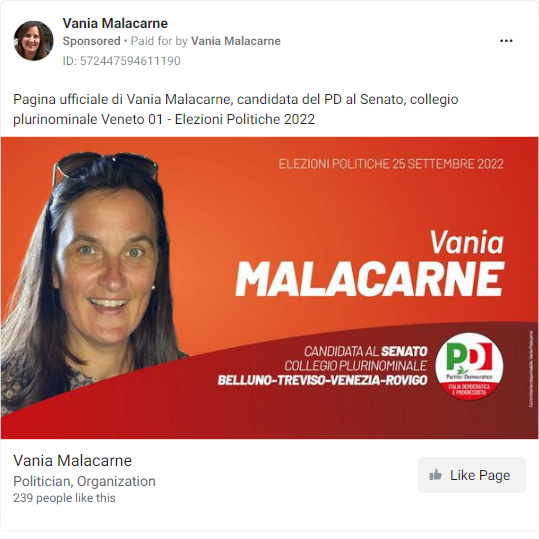 Vania Malacarne
Sponsored • Paid for by Vania Malacarne
ID: 572447594611190
Pagina ufficiale di Vania Malacarne, candidata del PD al Senato, collegio
plurinominale Veneto 01 - Elezioni Politiche 2022
ELEZIONI POLITICHE 25 SETTEMBRE 2022
Vania
MALACARNE
CANDIDATA AL SENATO
COLLEGIO PLURINOMINALE
BELLUNO-TREVISO-VENEZIA-ROVIGO
PD
Partito Democratico
ITALIA DEMOCRATICA
E PROGRESSISTA
Committente responsabile: Vania Malacarne
Vania Malacarne
Politician, Organization
239 people like this
Like Page